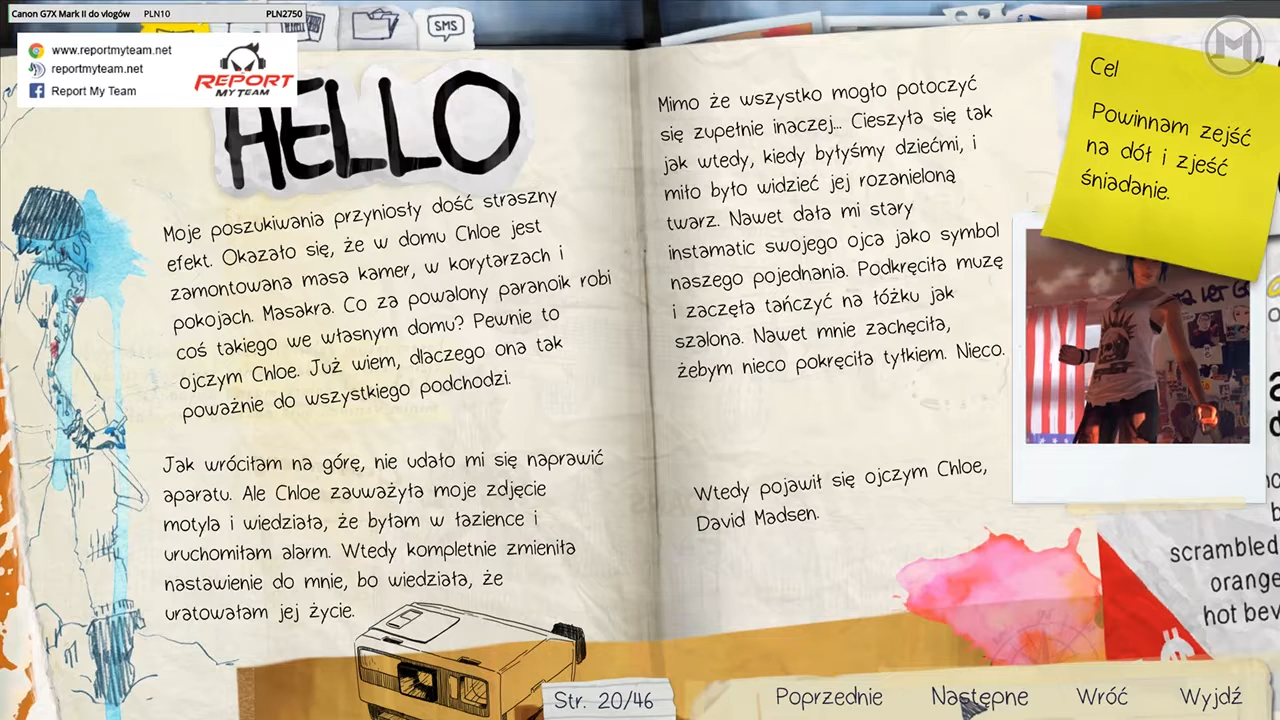 Canon G7X Mark II do vlogów PLN10 PLN2750
SMS
www.reportmyteam.net
reportmyteam.net
Report My Team
REPORT
MY TEAM
HELLO
Moje poszukiwania przyniosły dość straszny
efekt. Okazało się, że w domu Chloe jest
zamontowana masa kamer, w korytarzach i
pokojach. Masakra. Co za powalony paranoik robi
coś takiego we własnym domu? Pewnie to
ojczym Chloe. Już wiem, dlaczego ona tak
poważnie do wszystkiego podchodzi.
Jak wróciłam na górę, nie udało mi się naprawić
aparatu. Ale Chloe zauważyła moje zdjęcie
motyla i wiedziała, że byłam w łazience i
uruchomiłam alarm. Wtedy kompletnie zmieniła
nastawienie do mnie, bo wiedziała, że
uratowałam jej życie.
Mimo że wszystko mogło potoczyć
się zupełnie inaczej... Cieszyła się tak
jak wtedy, kiedy byłyśmy dziećmi, i
miło było widzieć jej rozanieloną
twarz. Nawet dała mi stary
instamatic swojego ojca jako symbol
naszego pojednania. Podkręciła muzę
i zaczęła tańczyć na łóżku jak
szalona. Nawet mnie zachęciła,
żebym nieco pokręciła tyłkiem. Nieco.
Wtedy pojawił się ojczym Chloe,
David Madsen.
Cel
Powinnam zejść
na dół i zjeść
śniadanie.
scrambled
orange
hot bev
Str. 20/46
Poprzednie Następne Wróć Wyjdź